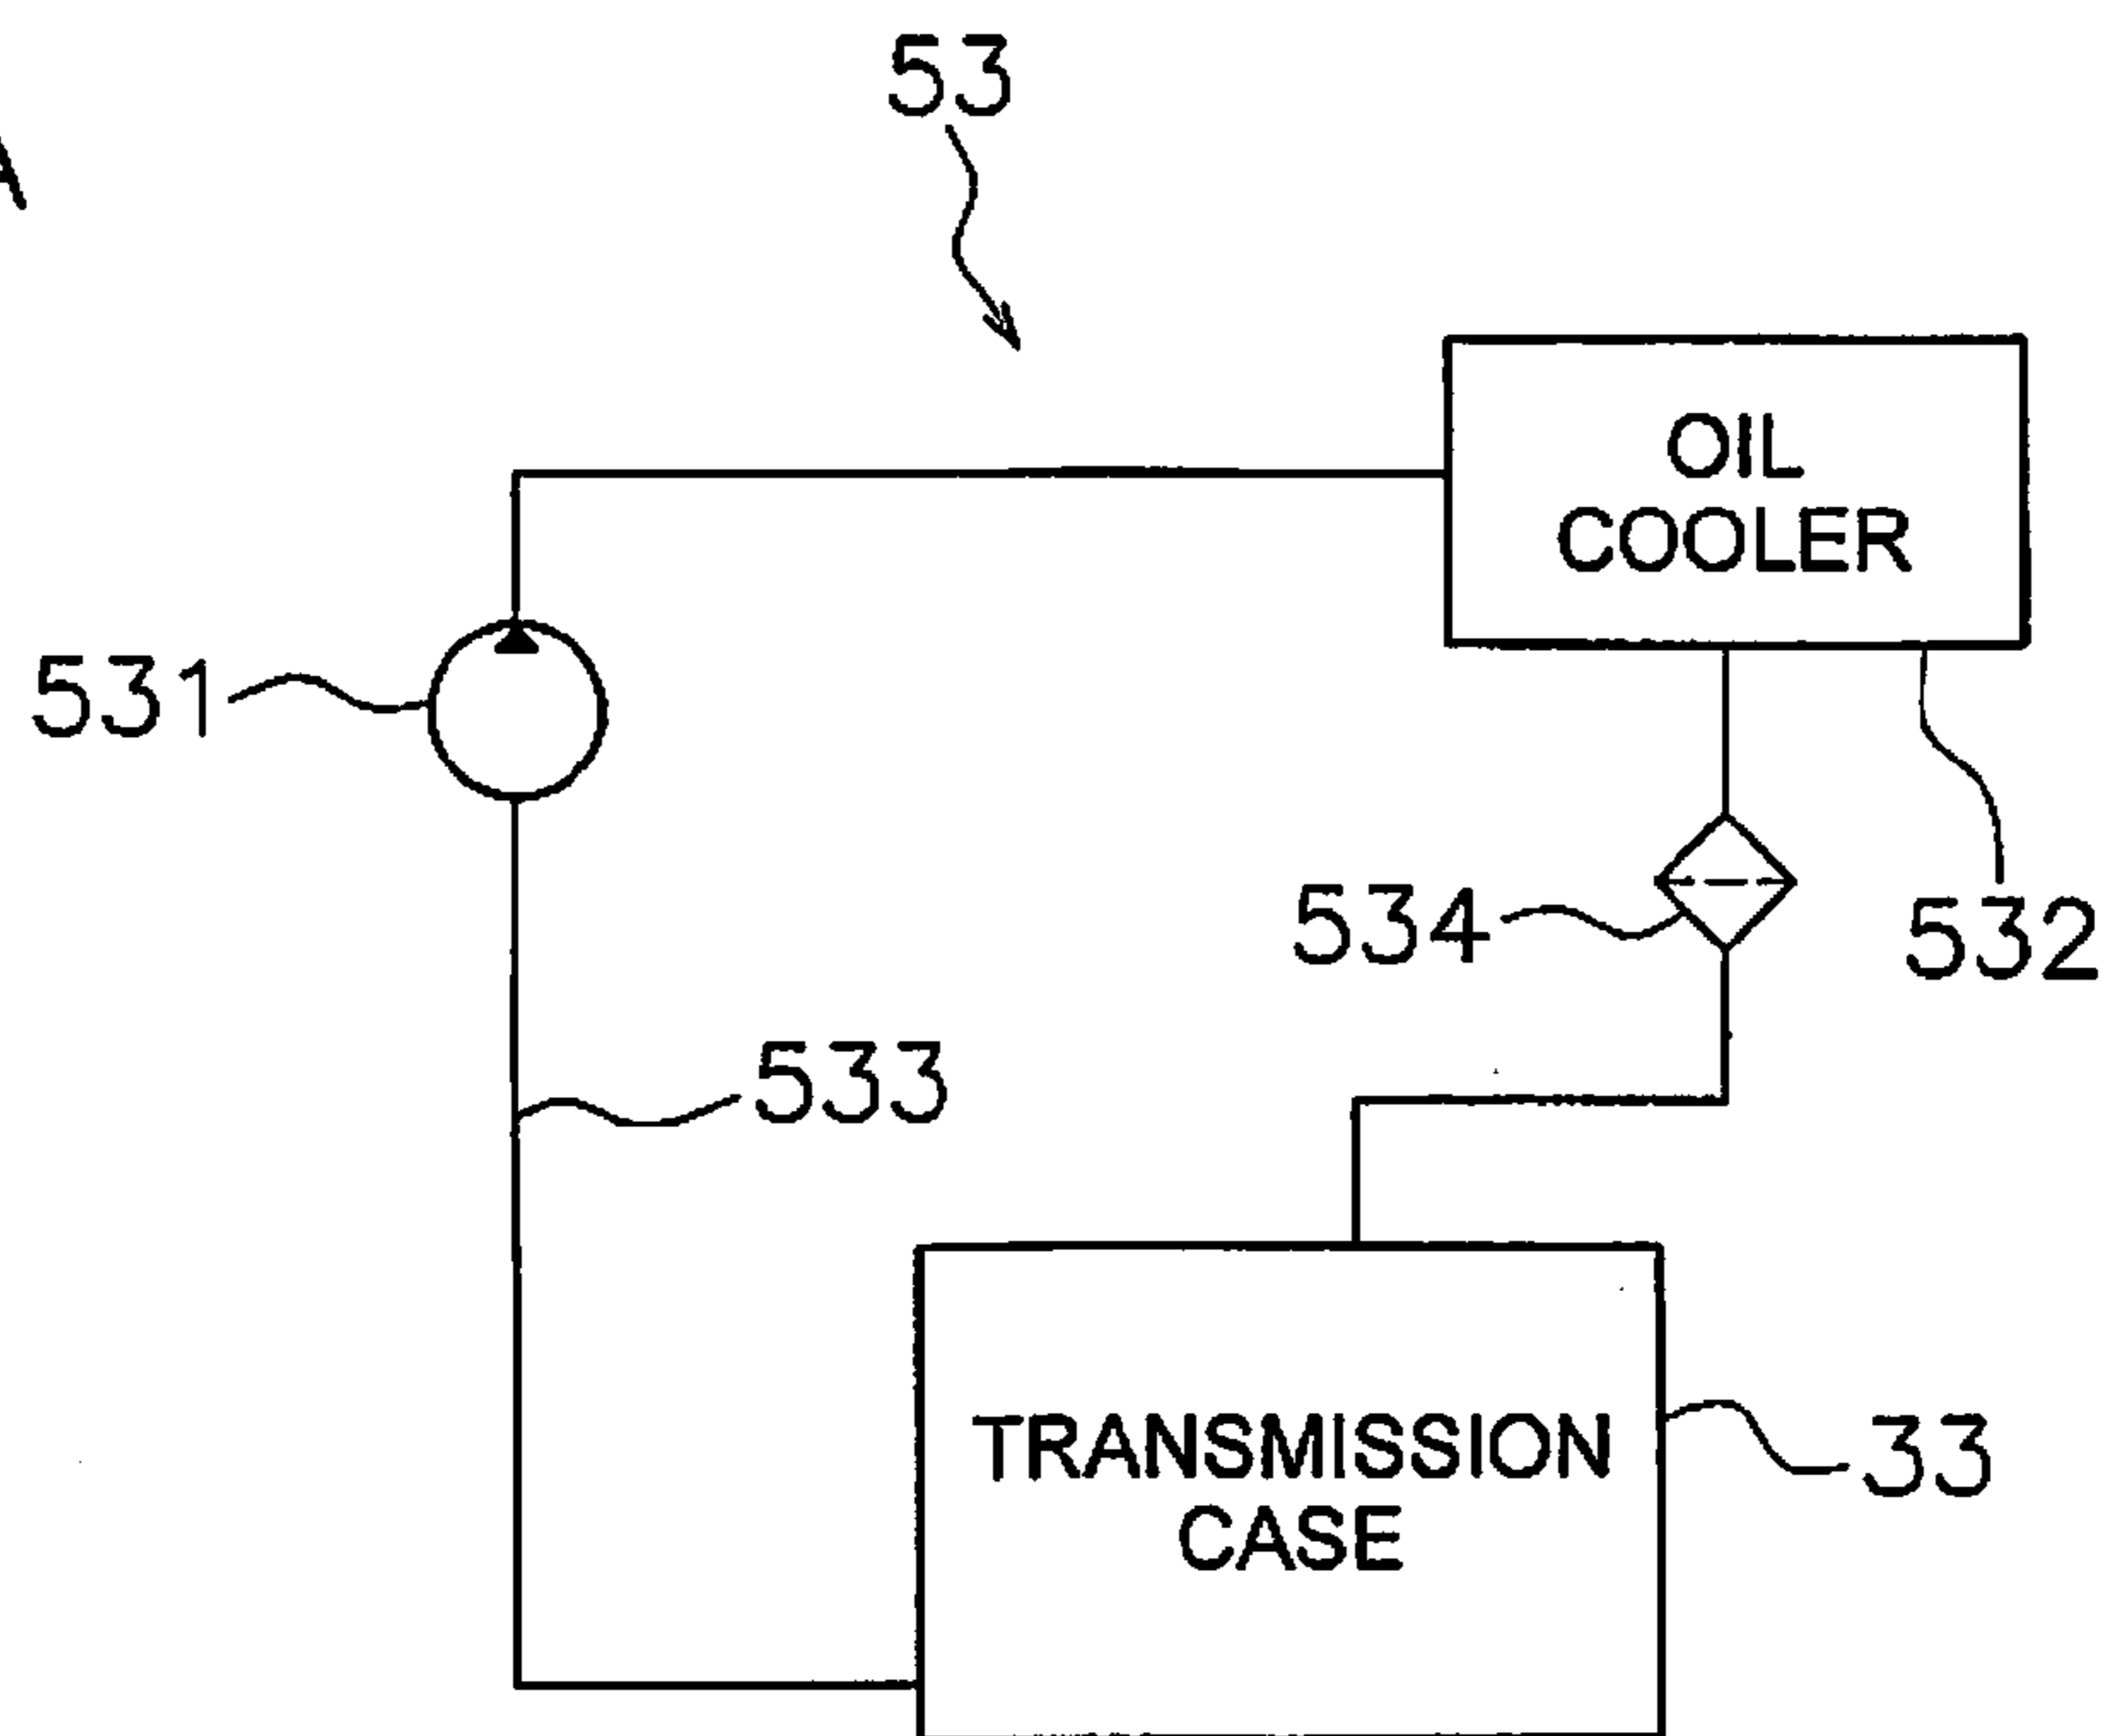 53
A
OIL
COOLER
531
534
532
533
TRANSMISSION
CASE
33